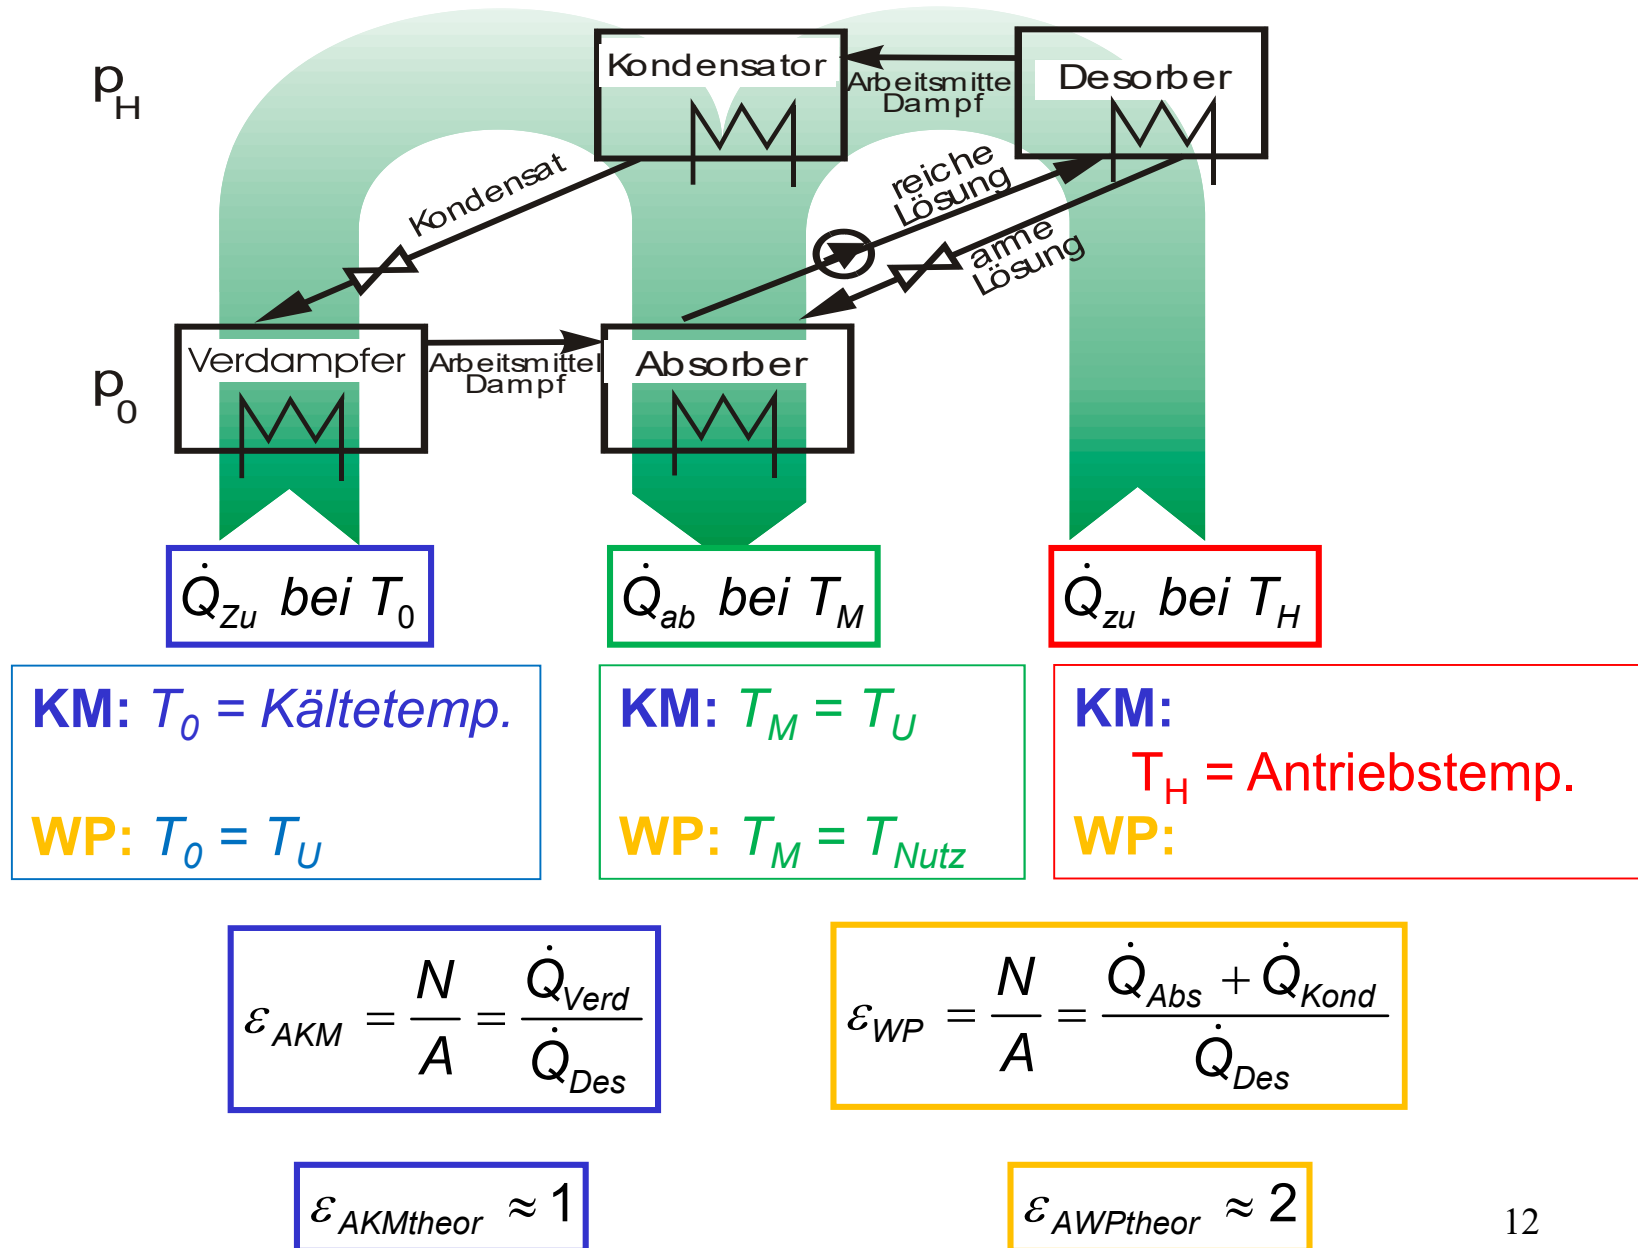 p_H
Kondensator
Arbeitsmitte
Dampf
Desorber
Kondensat
reiche
Lösung
arme
Lösung
p_0
Verdampfer
Arbeitsmittel
Dampf
Absorber
Q̇_Zu bei T_0
Q̇_ab bei T_M
Q̇_zu bei T_H
KM: T_0 = Kältetemp.
WP: T_0 = T_U
KM: T_M = T_U
WP: T_M = T_Nutz
KM:
T_H = Antriebstemp.
WP:
ε_AKM = N/A = Q̇_Verd/Q̇_Des
ε_WP = N/A = (Q̇_Abs + Q̇_Kond)/Q̇_Des
ε_AKMtheor ≈ 1
ε_AWPtheor ≈ 2
12